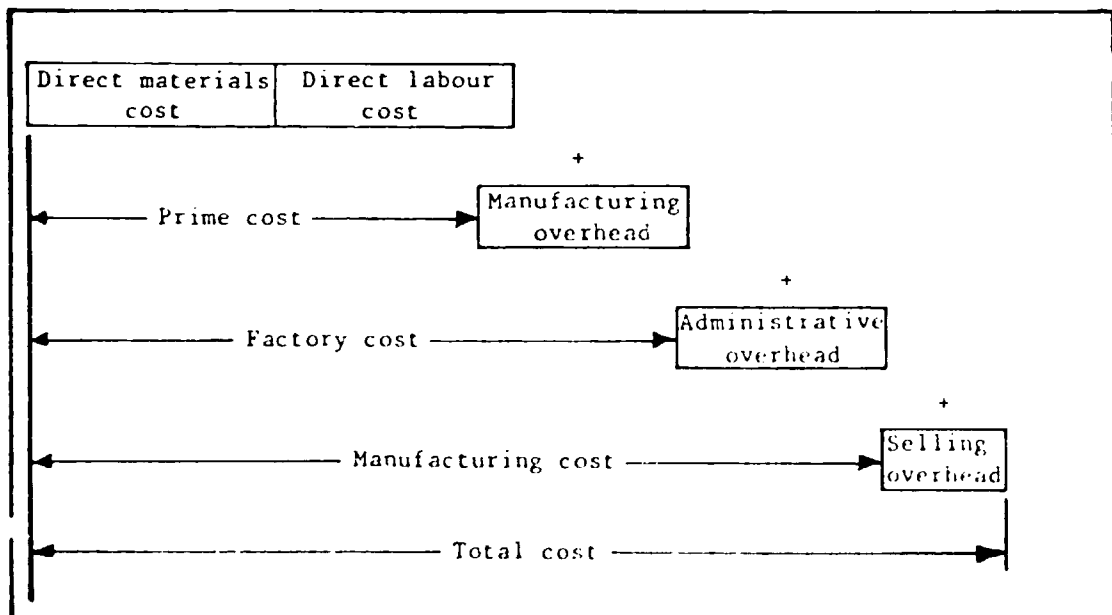 Direct materials Direct labour
cost cost
+
Prime cost Manufacturing
overhead
+
Factory cost Administrative
overhead
+
Manufacturing cost Selling
overhead
Total cost